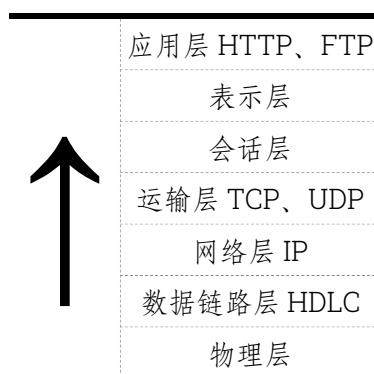 应用层 HTTP、FTP
表示层
会话层
运输层 TCP、UDP
网络层 IP
数据链路层 HDLC
物理层